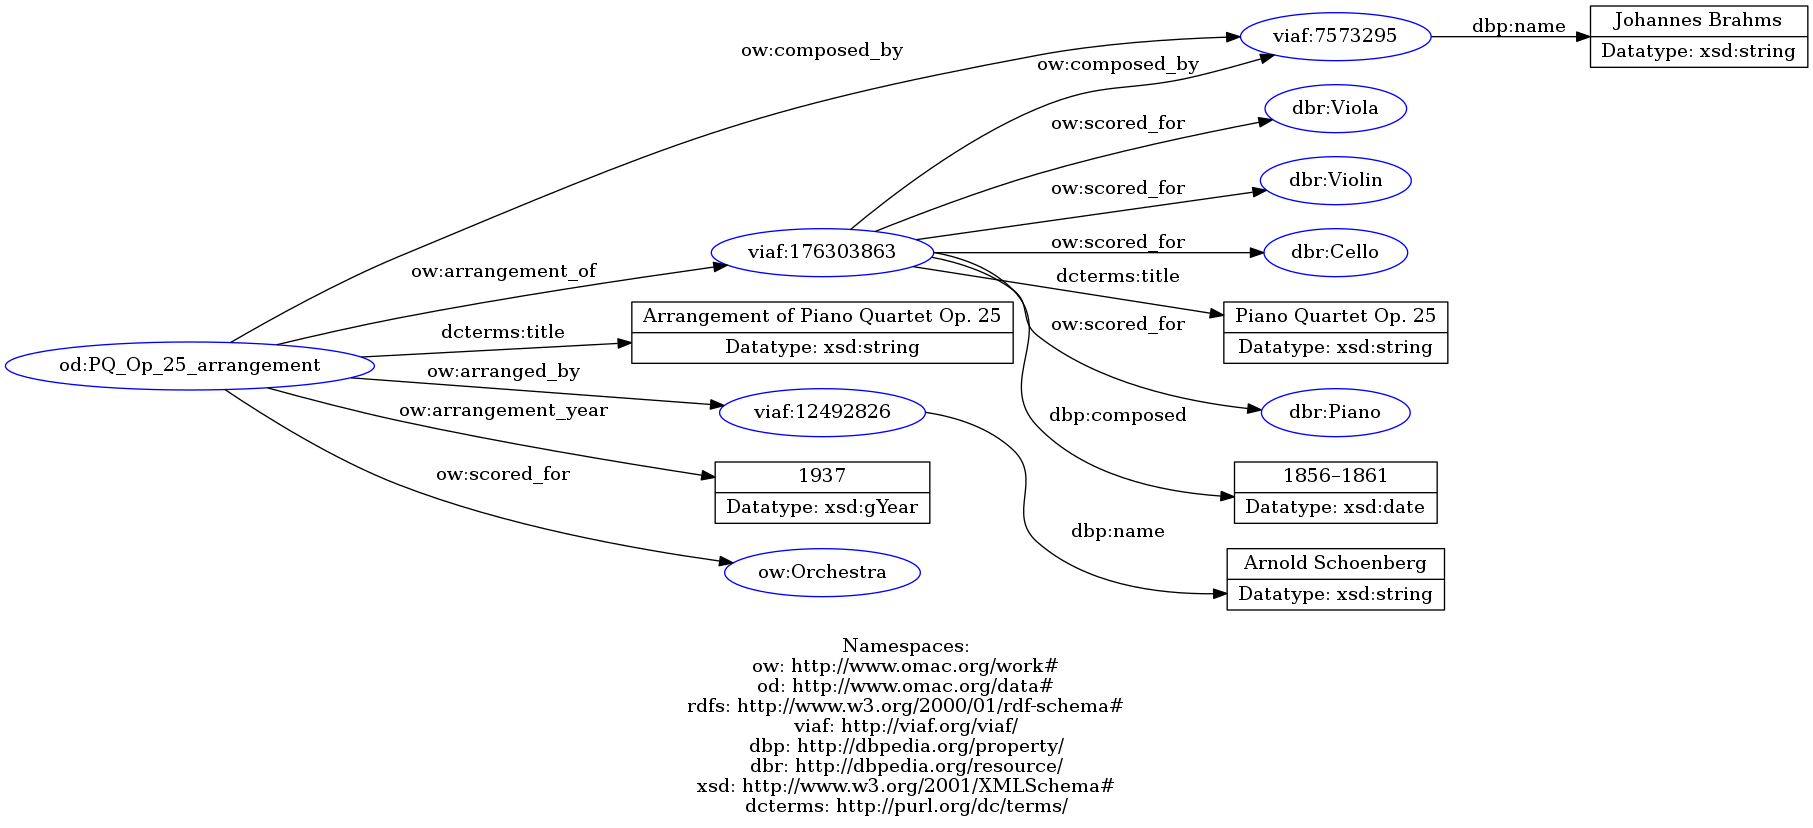 ow:composed_by
viaf:7573295
dbp:name
Johannes Brahms
Datatype: xsd:string
ow:composed_by
ow:scored_for
dbr:Viola
ow:scored_for
dbr:Violin
viaf:176303863
ow:scored_for
dbr:Cello
ow:arrangement_of
dcterms:title
Piano Quartet Op. 25
Datatype: xsd:string
Arrangement of Piano Quartet Op. 25
Datatype: xsd:string
dcterms:title
ow:scored_for
od:PQ_Op_25_arrangement
ow:arranged_by
viaf:12492826
dbr:Piano
ow:arrangement_year
dbp:composed
1937
Datatype: xsd:gYear
1856–1861
Datatype: xsd:date
ow:scored_for
dbp:name
ow:Orchestra
Arnold Schoenberg
Datatype: xsd:string
Namespaces:
ow: http://www.omac.org/work#
od: http://www.omac.org/data#
rdfs: http://www.w3.org/2000/01/rdf-schema#
viaf: http://viaf.org/viaf/
dbp: http://dbpedia.org/property/
dbr: http://dbpedia.org/resource/
xsd: http://www.w3.org/2001/XMLSchema#
dcterms: http://purl.org/dc/terms/